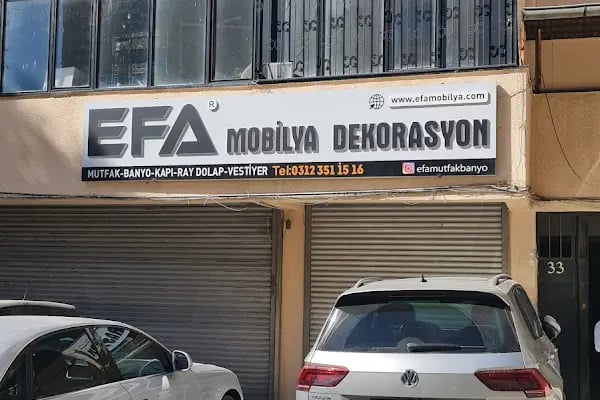 EFA®
www.efamobilya.com
MOBİLYA DEKORASYON
MUTFAK-BANYO-KAPI-RAY DOLAP-VESTİYER Tel:0312 351 15 16
efamutfakbanyo
33